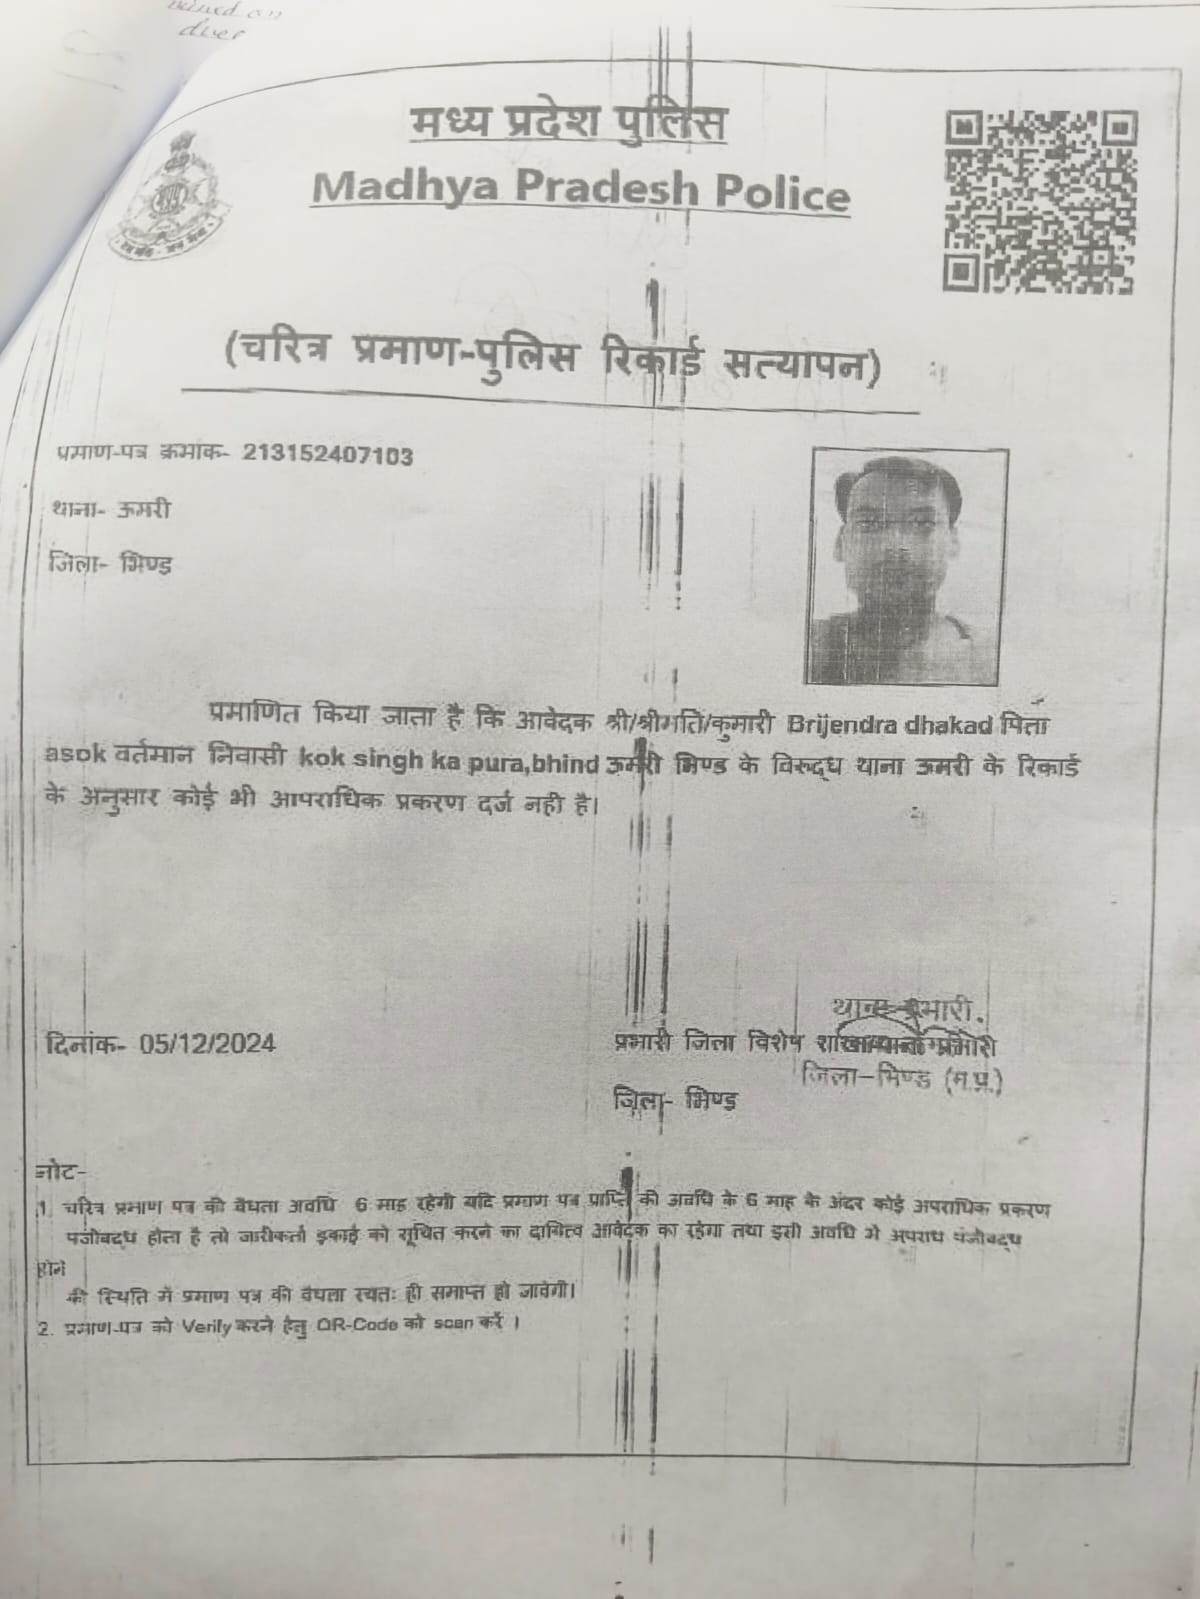 due
मध्य प्रदेश पुलिस
Madhya Pradesh Police
(चरित्र प्रमाण-पुलिस रिकार्ड सत्यापन)
प्रमाण-पत्र क्रमांक- 213152407103
थाना- ऊमरी
जिला- भिण्ड
प्रमाणित किया जाता है कि आवेदक श्री/श्रीमति/कुमारी Brijendra dhakad पिता
asok वर्तमान निवासी kok singh ka pura,bhind ऊमरी भिण्ड के विरुद्ध थाना ऊमरी के रिकार्ड
के अनुसार कोई भी आपराधिक प्रकरण दर्ज नही है।
थाना प्रभारी.
दिनांक- 05/12/2024
प्रभारी जिला विशेष
जिला-भिण्ड (म.प्र.)
जिला- भिण्ड
नोट-
1. चरित्र प्रमाण पत्र की वैधता अवधि 6 माह रहेगी यदि प्रमाण पत्र प्राप्ति की अवधि के 6 माह के अंदर कोई अपराधिक प्रकरण
पंजीबद्ध होता है तो जारीकर्ता इकाई को सूचित करने का दायित्व आवेदक का रहेगा तथा इसी अवधि मे अपराध पंजीबद्ध
होने
की स्थिति में प्रमाण पत्र की वैधता स्वतः ही समाप्त हो जावेगी।
2. प्रमाण-पत्र को Verify करने हेतु QR-Code को scan करें ।